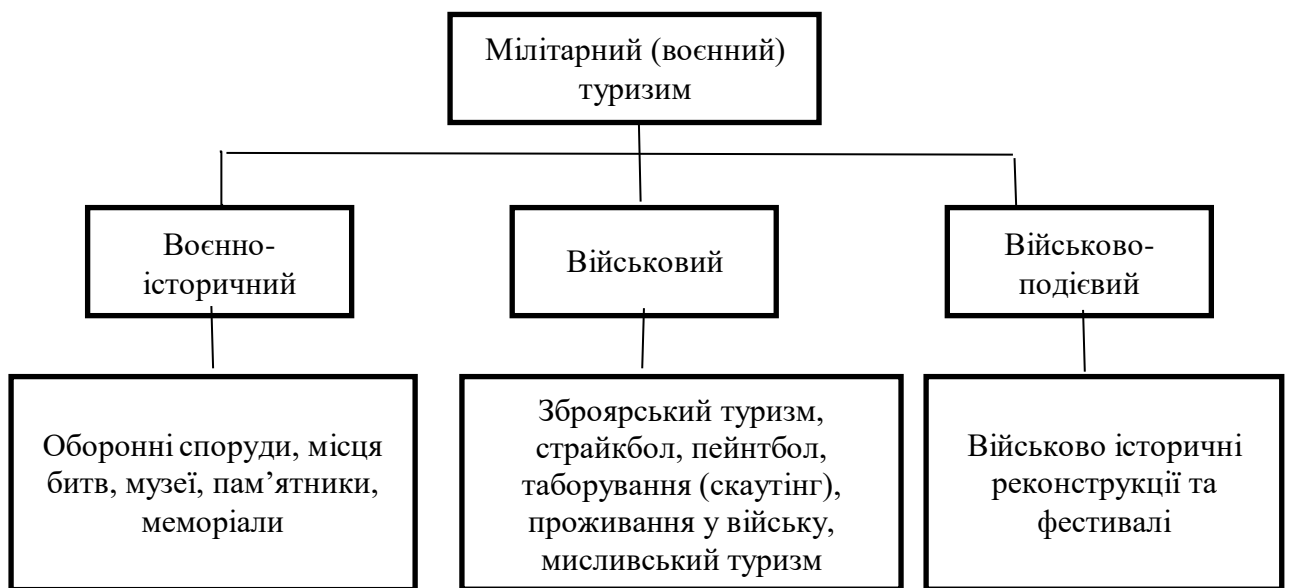 Мілітарний (воєнний)
туризим
Воєнно-
історичний
Військовий
Військово-
подієвий
Оборонні споруди, місця
битв, музеї, пам’ятники,
меморіали
Зброярський туризм,
страйкбол, пейнтбол,
таборування (скаутінг),
проживання у війську,
мисливський туризм
Військово історичні
реконструкції та
фестивалі